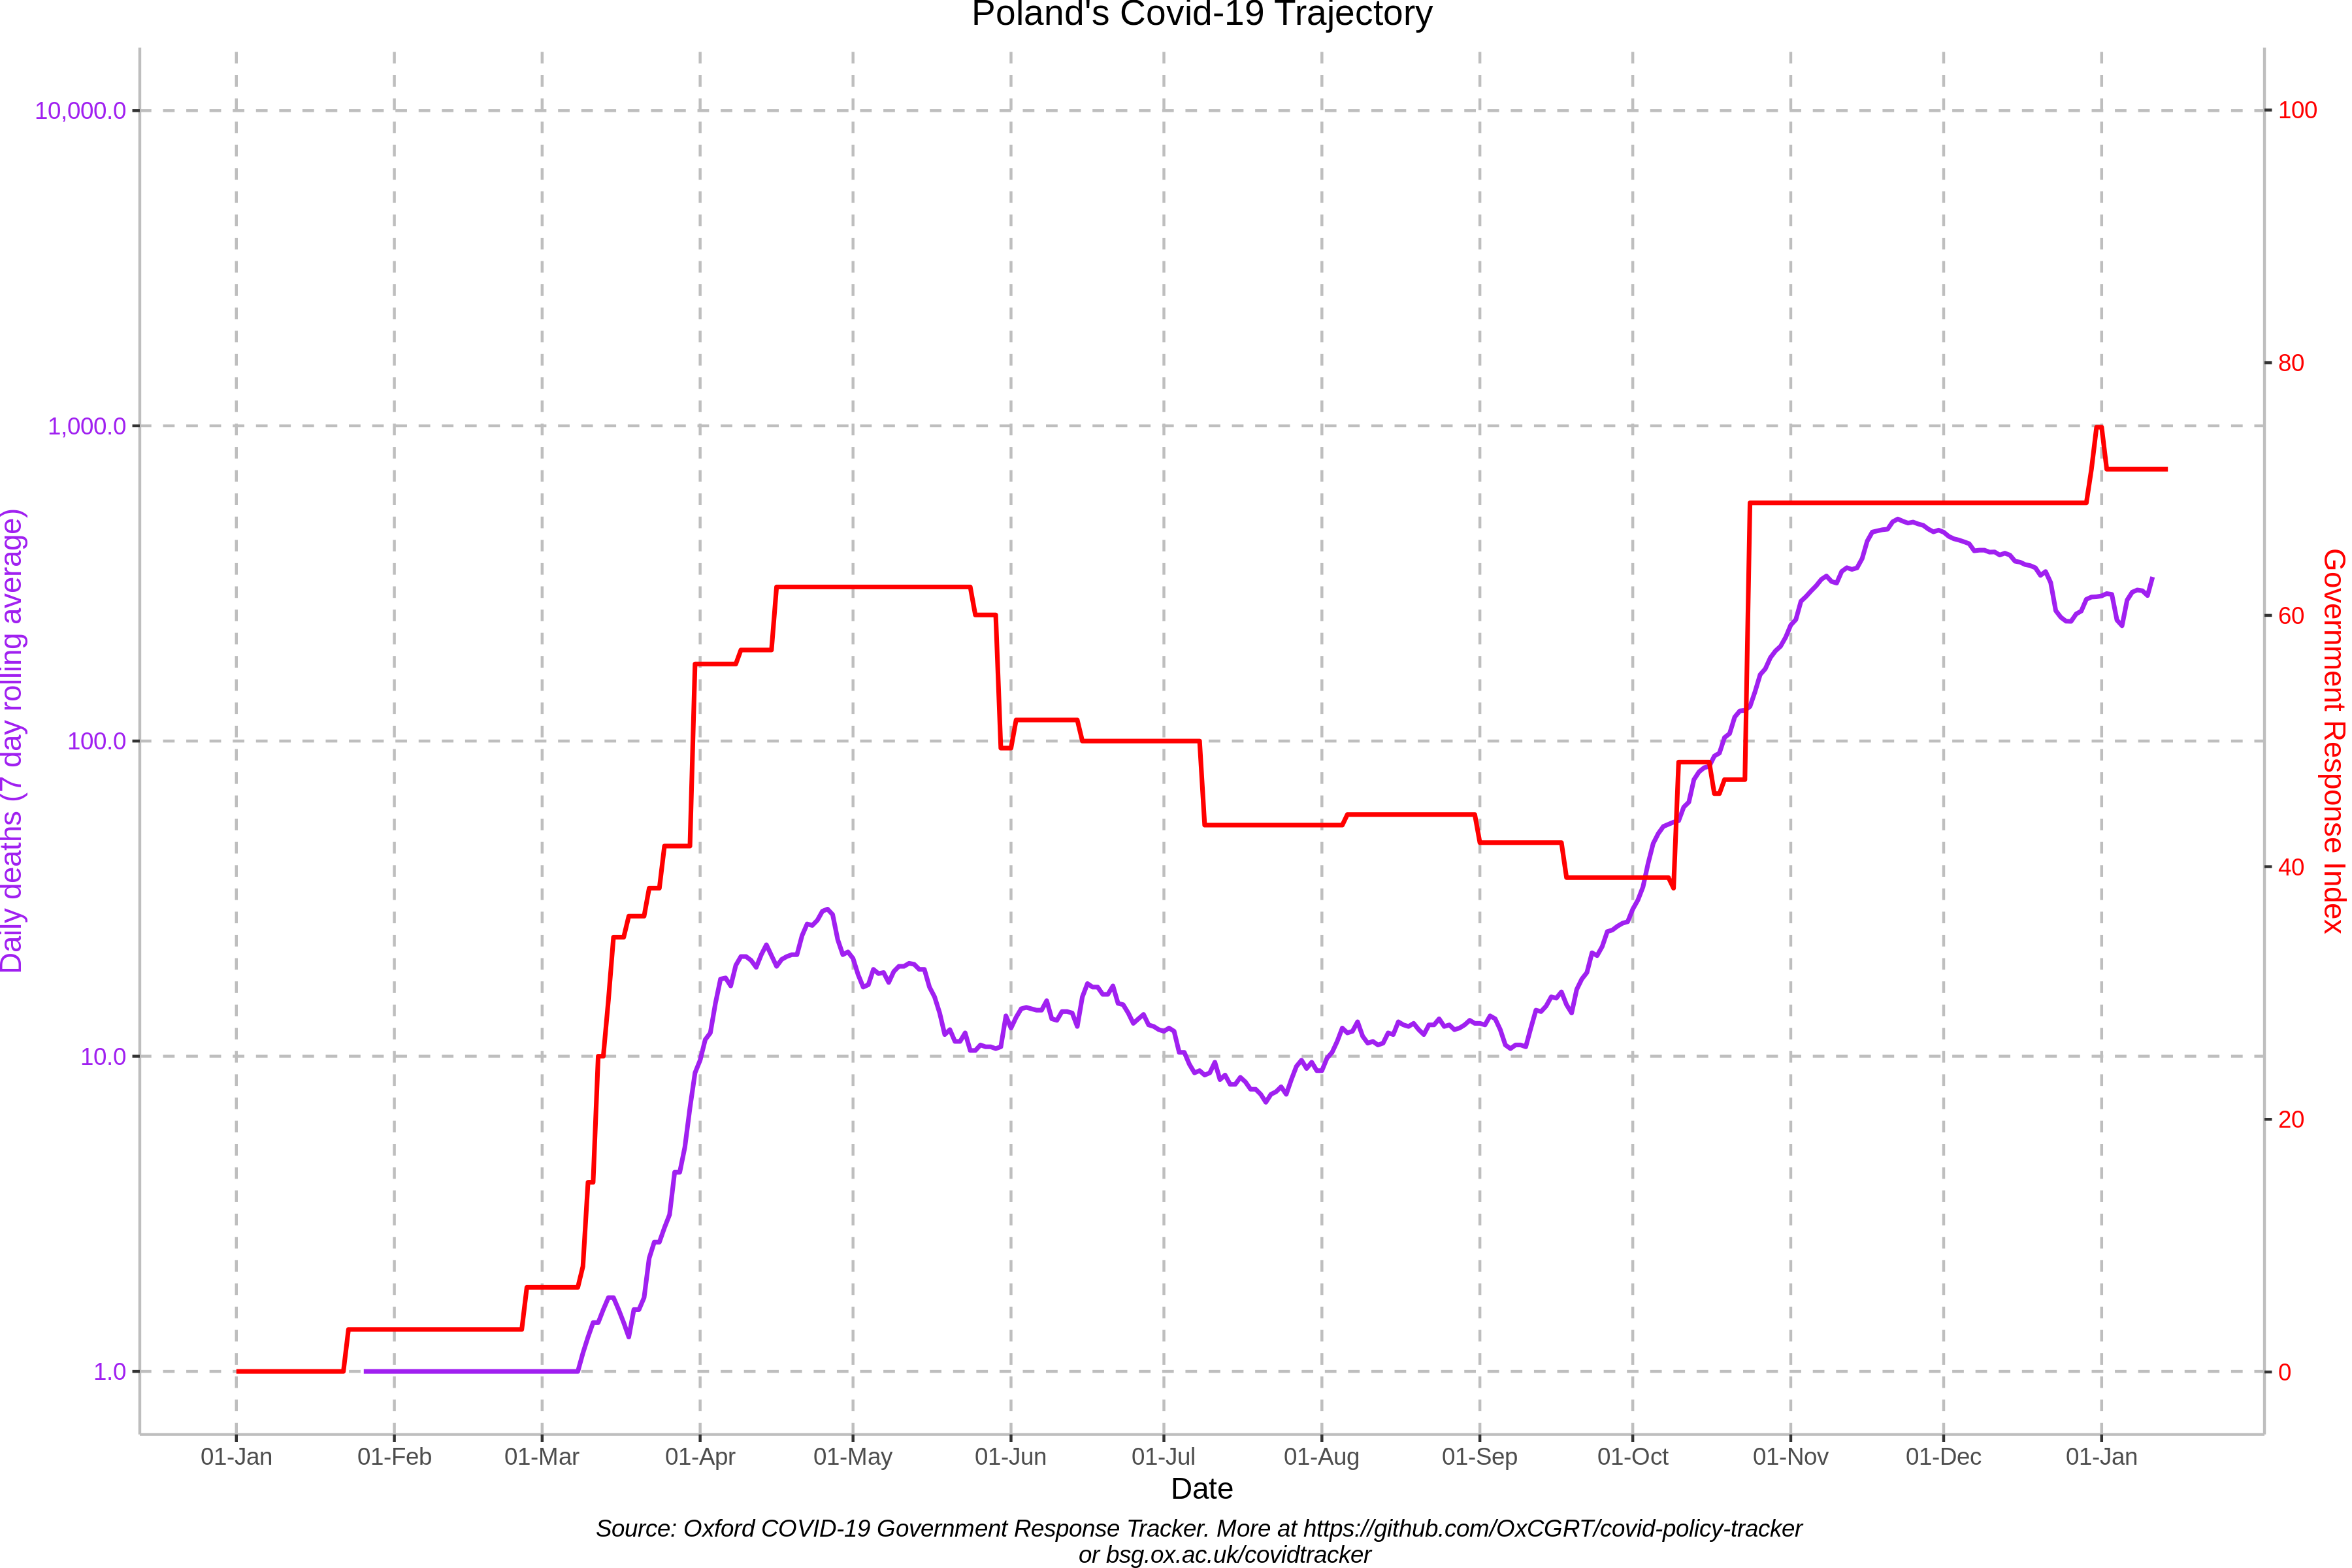 Poland's Covid-19 Trajectory
10,000.0
1,000.0
100.0
10.0
1.0
Daily deaths (7 day rolling average)
100
80
60
40
20
0
Government Response Index
01-Jan 01-Feb 01-Mar 01-Apr 01-May 01-Jun 01-Jul 01-Aug 01-Sep 01-Oct 01-Nov 01-Dec 01-Jan
Date
Source: Oxford COVID-19 Government Response Tracker. More at https://github.com/OxCGRT/covid-policy-tracker
or bsg.ox.ac.uk/covidtracker